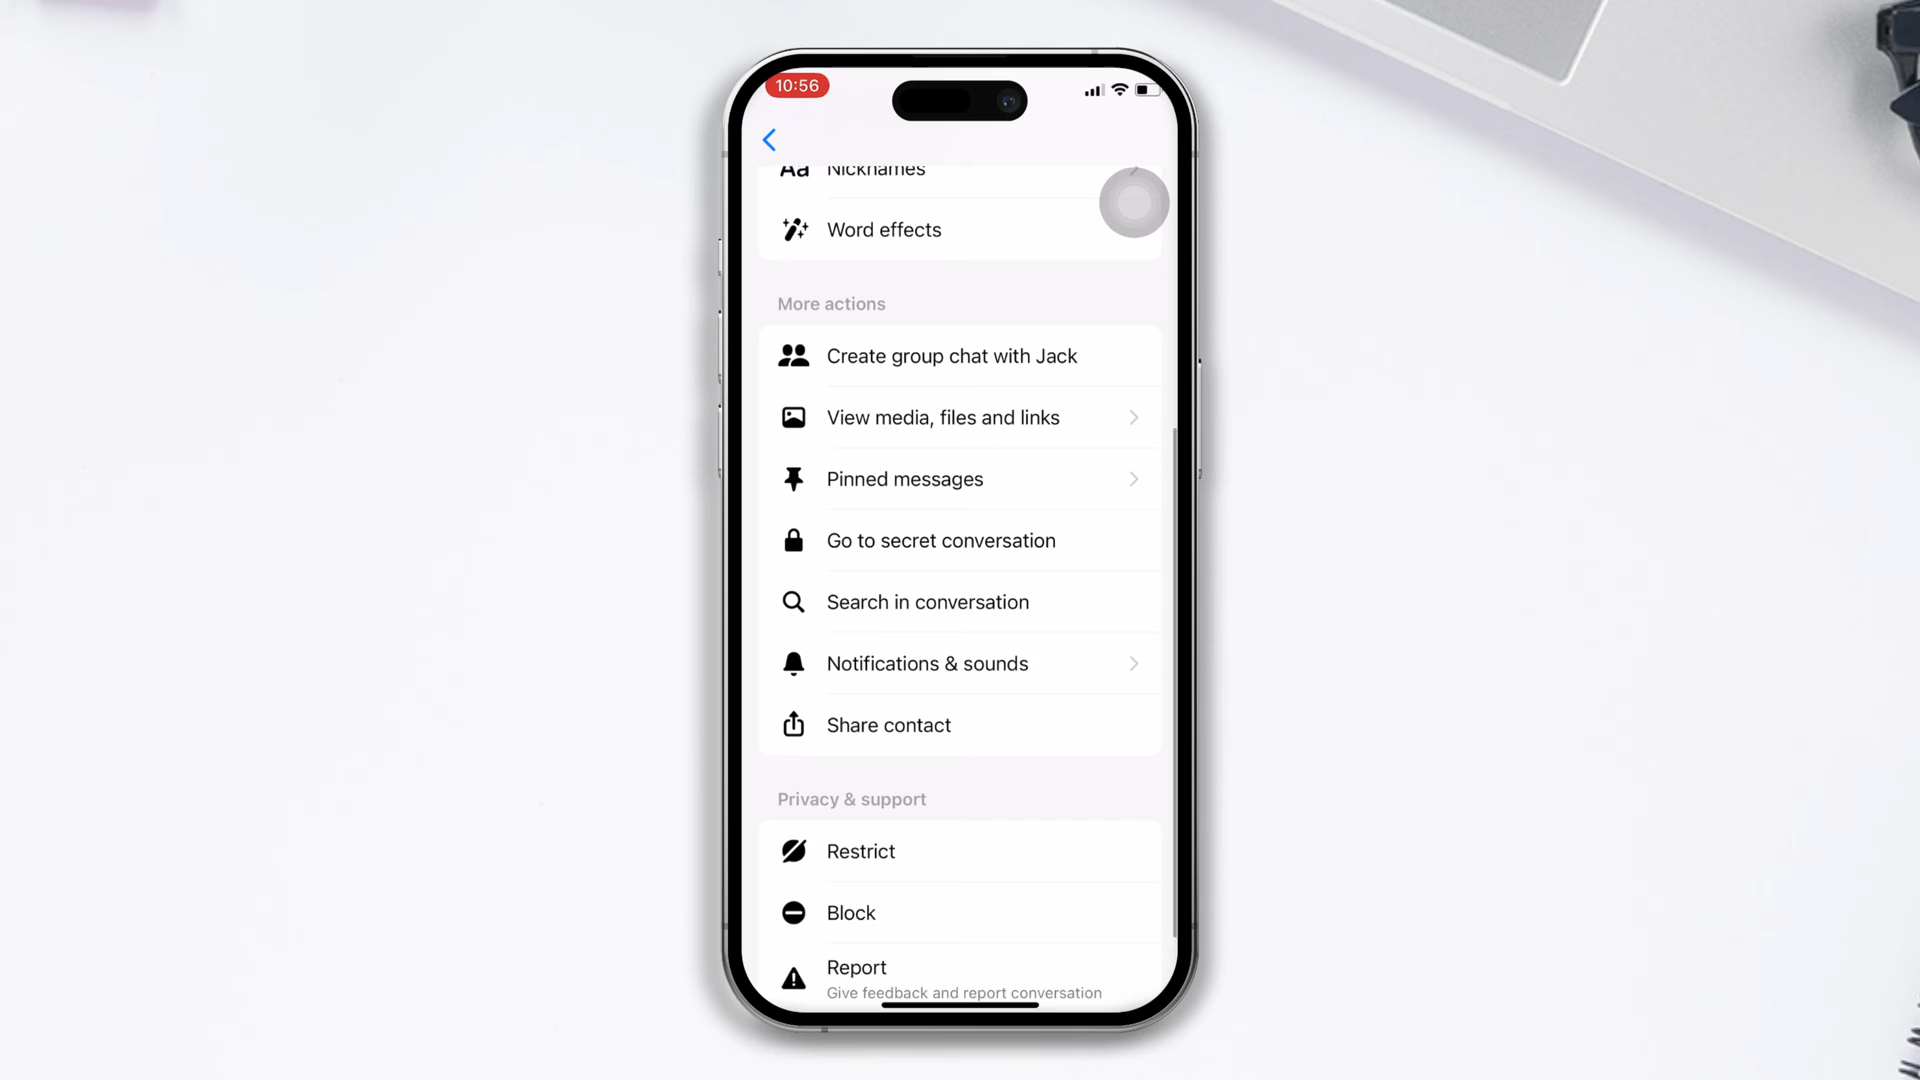 10:56
Aa Nicknames
Word effects
More actions
Create group chat with Jack
View media, files and links
Pinned messages
Go to secret conversation
Search in conversation
Notifications & sounds
Share contact
Privacy & support
Restrict
Block
Report
Give feedback and report conversation